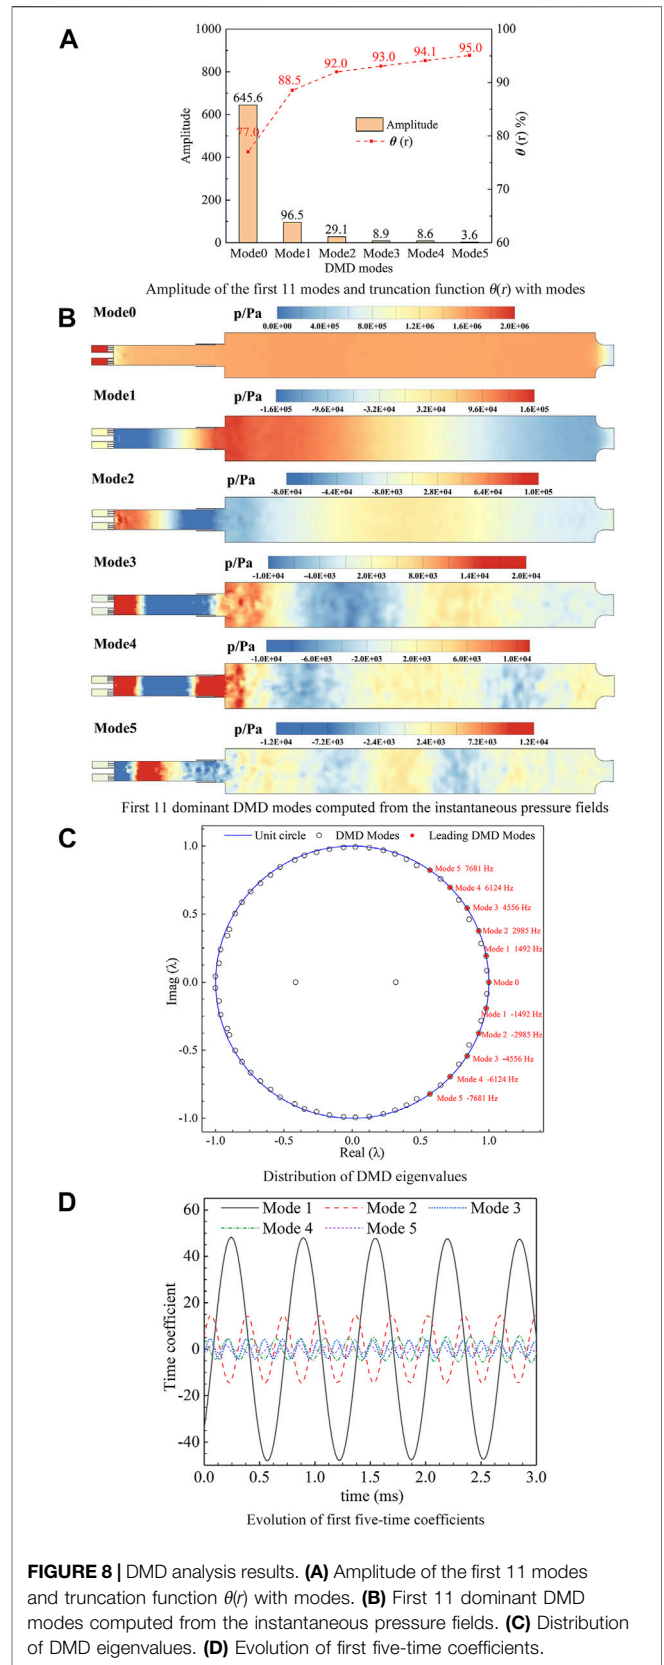 A
1000
800
600
400
200
0
Amplitude
100
90
80
70
60
θ (r) %)
645.6
96.5
29.1
8.9
8.6
3.6
77.0
88.5
92.0
93.0
94.1
95.0
Amplitude
θ (r)
Mode0 Mode1 Mode2 Mode3 Mode4 Mode5
DMD modes
Amplitude of the first 11 modes and truncation function θ(r) with modes
B
Mode0
p/Pa
0.0E+00 4.0E+05 8.0E+05 1.2E+06 1.6E+06 2.0E+06
Mode1
p/Pa
-1.6E+05 -9.6E+04 -3.2E+04 3.2E+04 9.6E+04 1.6E+05
Mode2
p/Pa
-8.0E+04 -4.4E+04 -8.0E+03 2.8E+04 6.4E+04 1.0E+05
Mode3
p/Pa
-1.0E+04 -4.0E+03 2.0E+03 8.0E+03 1.4E+04 2.0E+04
Mode4
p/Pa
-1.0E+04 -6.0E+03 -2.0E+03 2.0E+03 6.0E+03 1.0E+04
Mode5
p/Pa
-1.2E+04 -7.2E+03 -2.4E+03 2.4E+03 7.2E+03 1.2E+04
First 11 dominant DMD modes computed from the instantaneous pressure fields
C
Unit circle DMD Modes Leading DMD Modes
1.0
0.5
0.0
-0.5
-1.0
Imag (λ)
Mode 5 7681 Hz
Mode 4 6124 Hz
Mode 3 4556 Hz
Mode 2 2985 Hz
Mode 1 1492 Hz
Mode 0
Mode 1 -1492 Hz
Mode 2 -2985 Hz
Mode 3 -4556 Hz
Mode 4 -6124 Hz
Mode 5 -7681 Hz
-1.0 -0.5 0.0 0.5 1.0
Real (λ)
Distribution of DMD eigenvalues
D
Mode 1 Mode 2 Mode 3
Mode 4 Mode 5
60
40
20
0
-20
-40
Time coefficient
0.0 0.5 1.0 1.5 2.0 2.5 3.0
time (ms)
Evolution of first five-time coefficients
FIGURE 8 | DMD analysis results. (A) Amplitude of the first 11 modes
and truncation function θ(r) with modes. (B) First 11 dominant DMD
modes computed from the instantaneous pressure fields. (C) Distribution
of DMD eigenvalues. (D) Evolution of first five-time coefficients.